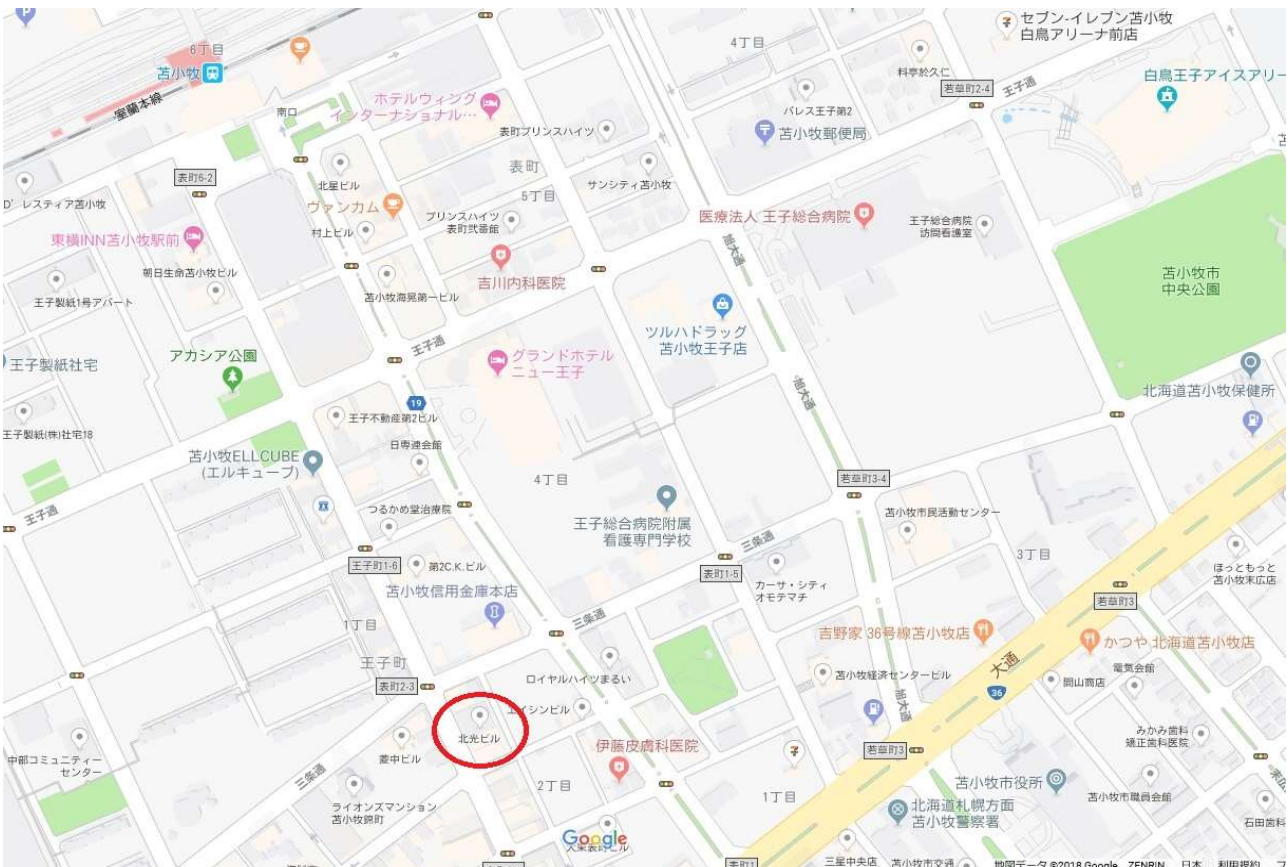 セブン-イレブン苫小牧
白鳥アリーナ前店
6丁目
4丁目
苫小牧
料亭於久仁
若草町2-4
王子通
白鳥王子アイスアリー
室蘭本線
南口
ホテルウィング
インターナショナル…
表町プリンスハイツ
パレス王子第2
苫小牧郵便局
表町6-2
北星ビル
表町
5丁目
サンシティ苫小牧
D’レスティア苫小牧
ヴァンカム
村上ビル
プリンスハイツ
表町弐番館
医療法人 王子総合病院
王子総合病院
訪問看護室
東横INN苫小牧駅前
朝日生命苫小牧ビル
旭大通
吉川内科医院
苫小牧海晃第一ビル
王子製紙1号アパート
苫小牧市
中央公園
ツルハドラッグ
苫小牧王子店
王子通
アカシア公園
王子製紙社宅
グランドホテル
ニュー王子
旭大通
北海道苫小牧保健所
19
王子不動産第2ビル
王子製紙(株)社宅18
日専連会館
苫小牧ELLCUBE
(エルキューブ)
4丁目
若草町3-4
王子通
つるかめ堂治療院
王子総合病院附属
看護専門学校
苫小牧市民活動センター
三条通
3丁目
王子町1-6
第2C.K.ビル
表町1-5
カーサ・シティ
オモテマチ
ほっともっと
苫小牧末広店
苫小牧信用金庫本店
若草町3
三条通
1丁目
吉野家 36号線苫小牧店
かつや 北海道苫小牧店
王子町
大通
電気会館
表町2-3
ロイヤルハイツまるい
苫小牧経済センタービル
開山商店
36
旭大通
エイシンビル
北光ビル
みかみ歯科
矯正歯科医院
菱中ビル
伊藤皮膚科医院
若草町3
中部コミュニティー
センター
三条通
苫小牧市役所
2丁目
1丁目
苫小牧市職員会館
ライオンズマンション
苫小牧錦町
北海道札幌方面
苫小牧警察署
石田歯科
Google
表町1
三星中央店
苫小牧市交通
地図データ ©2018 Google、ZENRIN
日本
利用規約